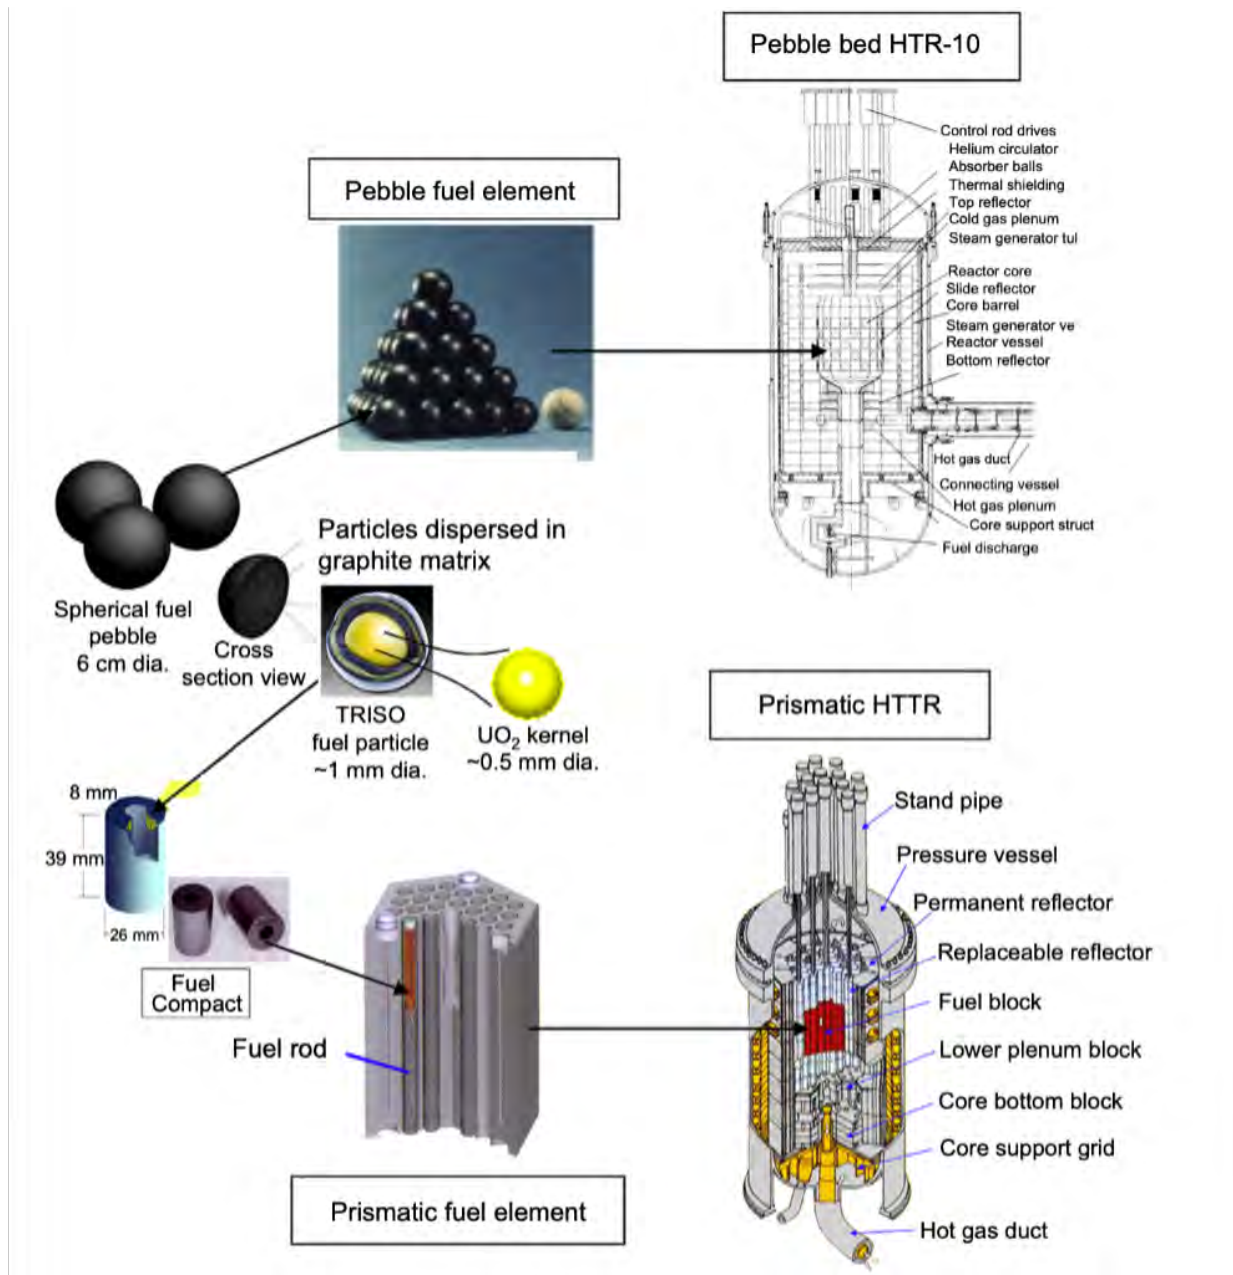 Pebble bed HTR-10
Control rod drives
Helium circulator
Absorber balls
Thermal shielding
Top reflector
Cold gas plenum
Steam generator tul
Reactor core
Slide reflector
Core barrel
Steam generator ve
Reactor vessel
Bottom reflector
Hot gas duct
Connecting vessel
Hot gas plenum
Core support struct
Fuel discharge
Pebble fuel element
Spherical fuel
pebble
6 cm dia.
Particles dispersed in
graphite matrix
Cross
section view
TRISO
fuel particle
~1 mm dia.
UO₂ kernel
~0.5 mm dia.
8 mm
39 mm
26 mm
Fuel
Compact
Fuel rod
Prismatic fuel element
Prismatic HTTR
Stand pipe
Pressure vessel
Permanent reflector
Replaceable reflector
Fuel block
Lower plenum block
Core bottom block
Core support grid
Hot gas duct